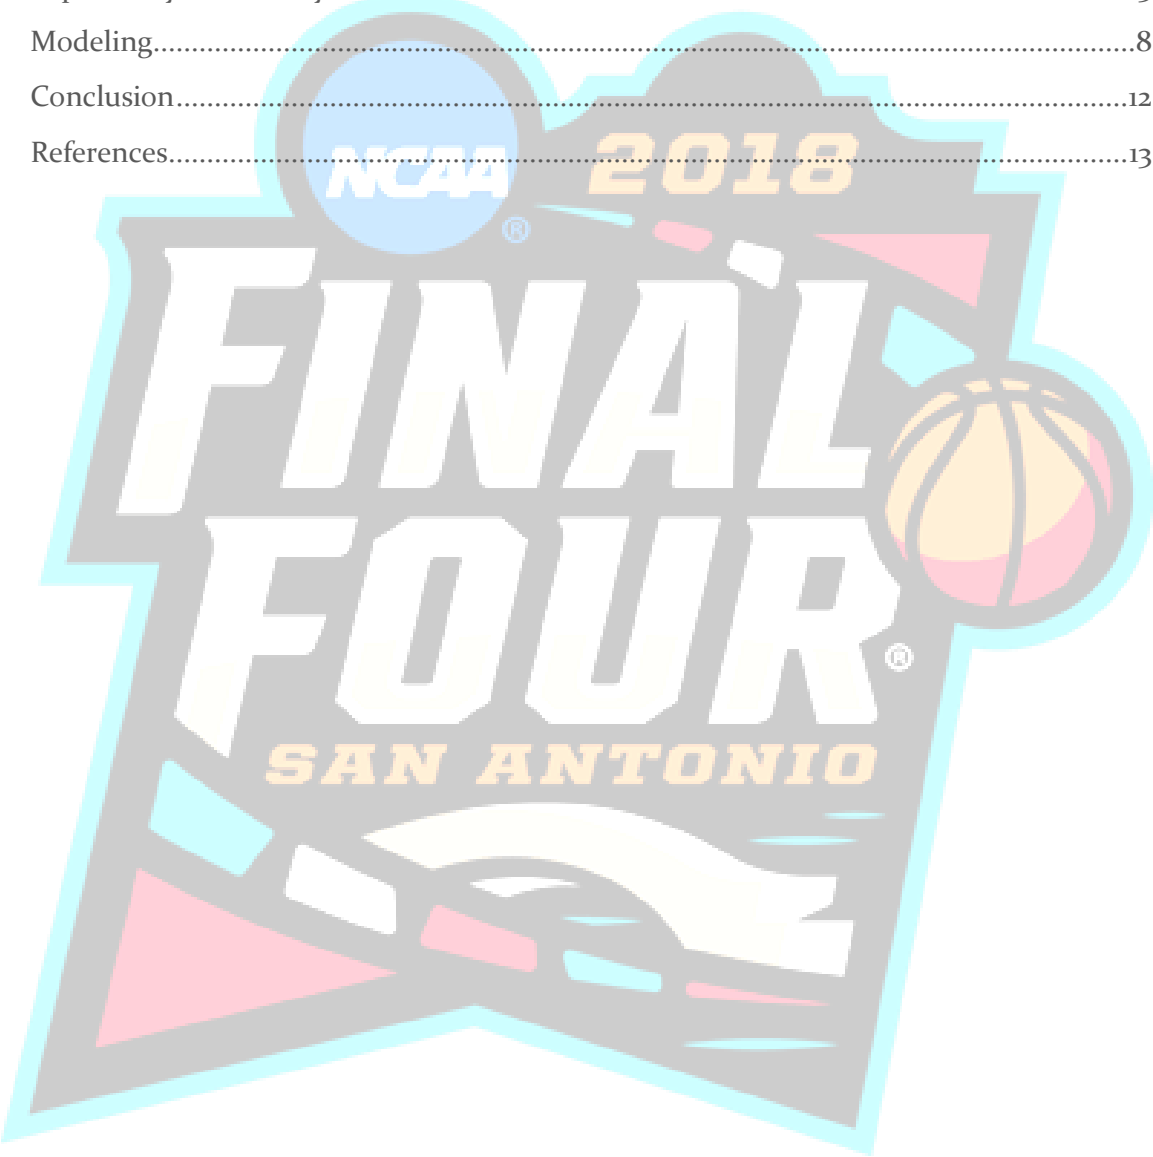 Modeling..............................................................................................................................8
Conclusion..........................................................................................................................12
References...........................................................................................................................13
NCAA
®
2018
FINAL
FOUR
®
SAN ANTONIO